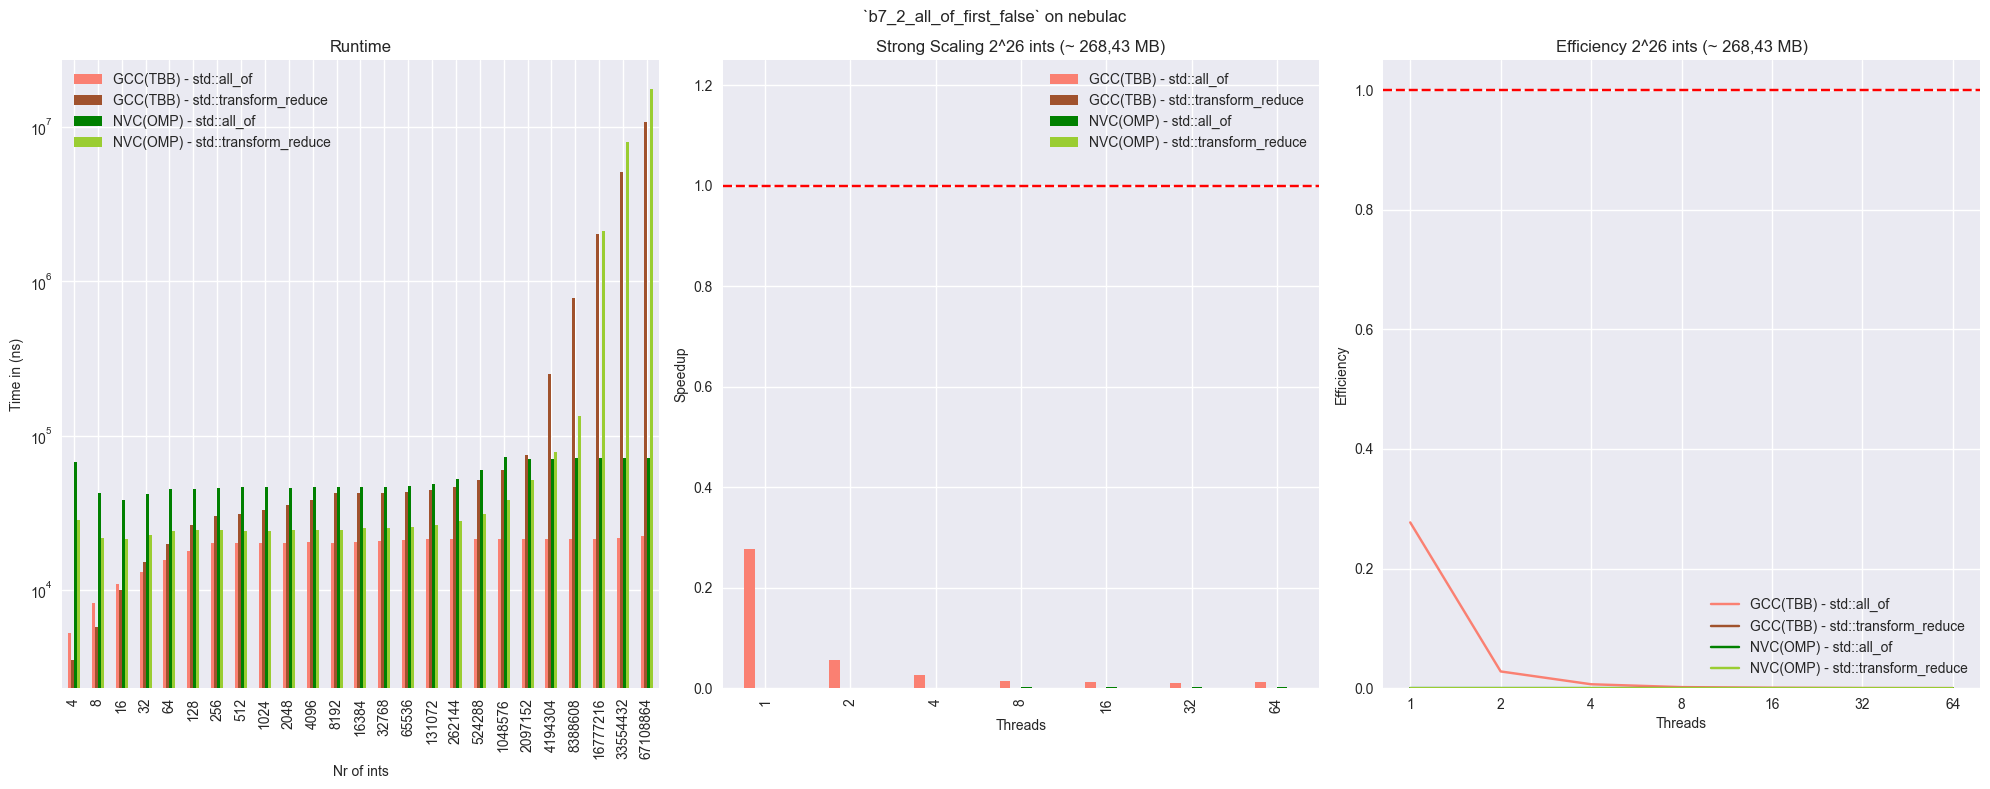 `b7_2_all_of_first_false` on nebulac
Runtime
GCC(TBB) - std::all_of
GCC(TBB) - std::transform_reduce
NVC(OMP) - std::all_of
NVC(OMP) - std::transform_reduce
10^7
10^6
10^5
10^4
Time in (ns)
4
8
16
32
64
128
256
512
1024
2048
4096
8192
16384
32768
65536
131072
262144
524288
1048576
2097152
4194304
8388608
16777216
33554432
67108864
Nr of ints
Strong Scaling 2^26 ints (~ 268,43 MB)
GCC(TBB) - std::all_of
GCC(TBB) - std::transform_reduce
NVC(OMP) - std::all_of
NVC(OMP) - std::transform_reduce
1.2
1.0
0.8
0.6
0.4
0.2
0.0
Speedup
1
2
4
8
16
32
64
Threads
Efficiency 2^26 ints (~ 268,43 MB)
1.0
0.8
0.6
0.4
0.2
0.0
Efficiency
GCC(TBB) - std::all_of
GCC(TBB) - std::transform_reduce
NVC(OMP) - std::all_of
NVC(OMP) - std::transform_reduce
1
2
4
8
16
32
64
Threads